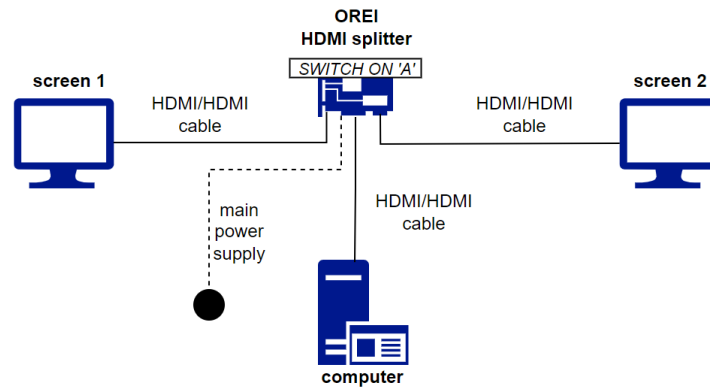 OREI
HDMI splitter
SWITCH ON 'A'
screen 1
screen 2
HDMI/HDMI
cable
HDMI/HDMI
cable
HDMI/HDMI
cable
main
power
supply
computer